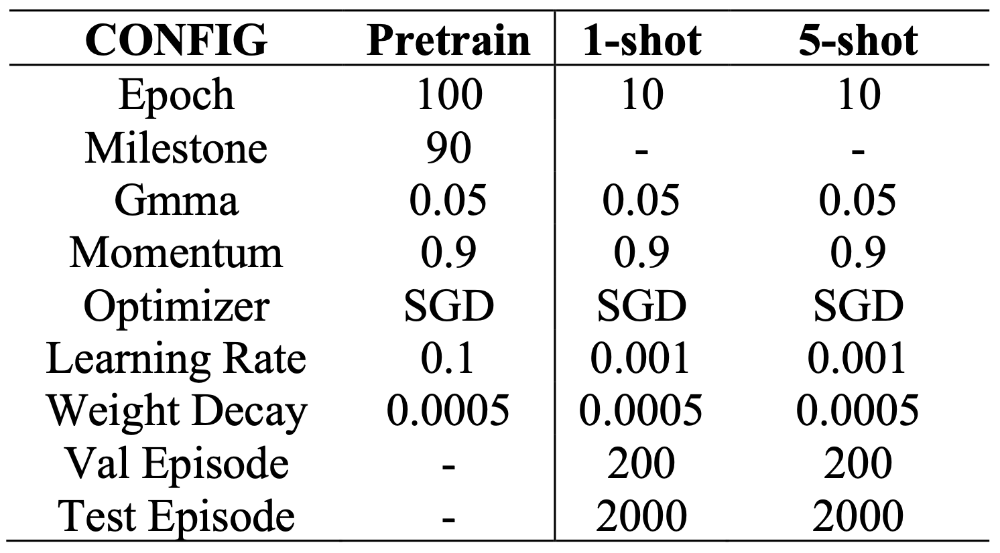 CONFIG Pretrain 1-shot 5-shot
Epoch 100 10 10
Milestone 90 - -
Gmma 0.05 0.05 0.05
Momentum 0.9 0.9 0.9
Optimizer SGD SGD SGD
Learning Rate 0.1 0.001 0.001
Weight Decay 0.0005 0.0005 0.0005
Val Episode - 200 200
Test Episode - 2000 2000